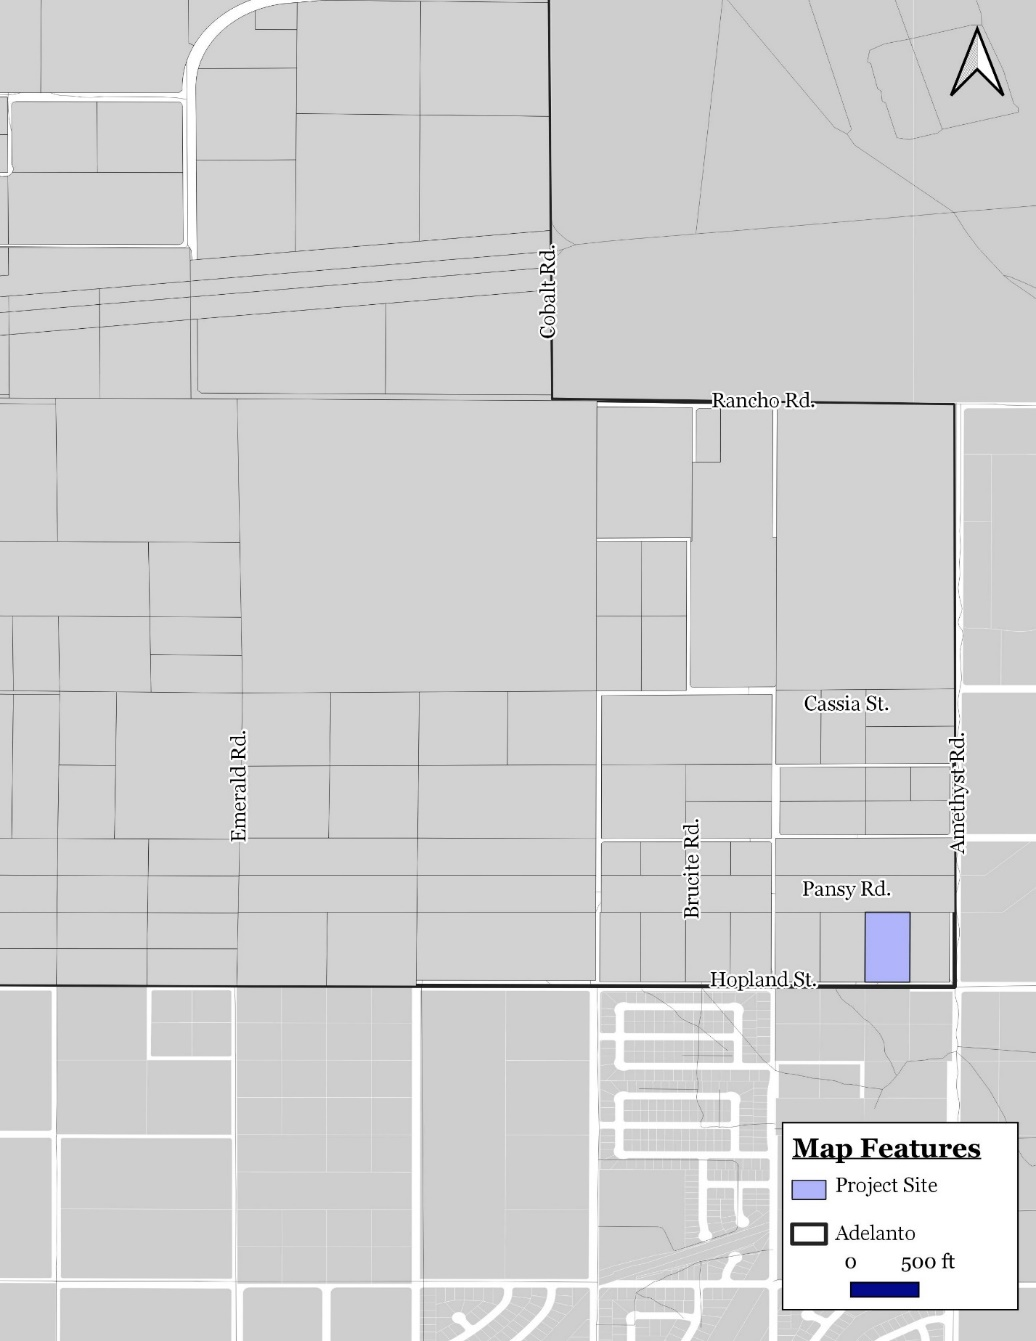 Cobalt Rd.
Rancho Rd.
Cassia St.
Emerald Rd.
Amethyst Rd.
Brucite Rd.
Pansy Rd.
Hopland St.
Map Features
Project Site
Adelanto
0 500 ft